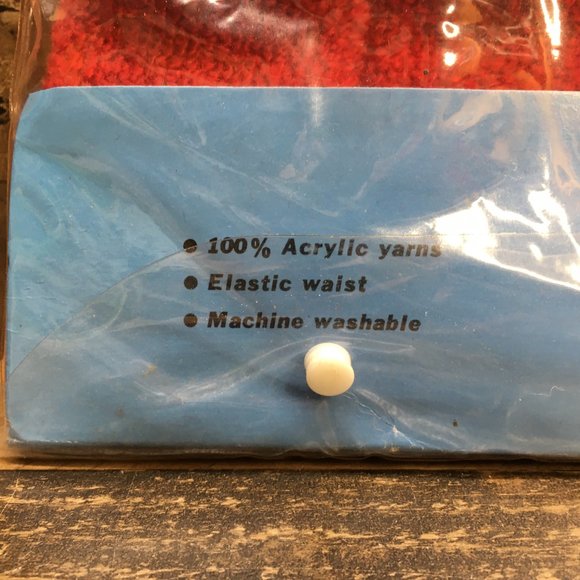 ● 100% Acrylic yarns
● Elastic waist
● Machine washable